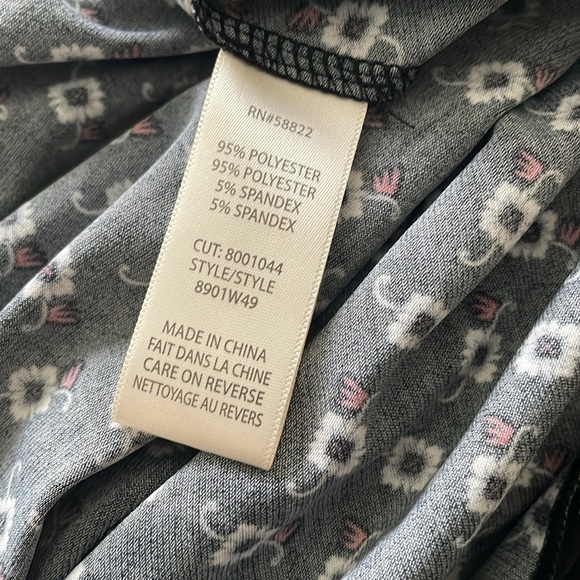 RN#58822
95% POLYESTER
95% POLYESTER
5% SPANDEX
5% SPANDEX
CUT: 8001044
STYLE/STYLE
8901W49
MADE IN CHINA
FAIT DANS LA CHINE
CARE ON REVERSE
NETTOYAGE AU REVERS